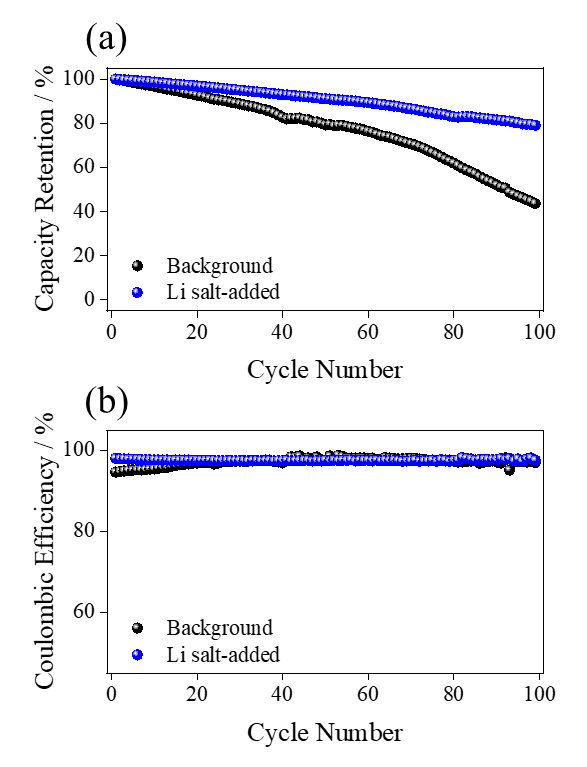 (a)
Capacity Retention / %
100
80
60
40
20
0
Background
Li salt-added
0 20 40 60 80 100
Cycle Number
(b)
Coulombic Efficiency / %
100
80
60
Background
Li salt-added
0 20 40 60 80 100
Cycle Number